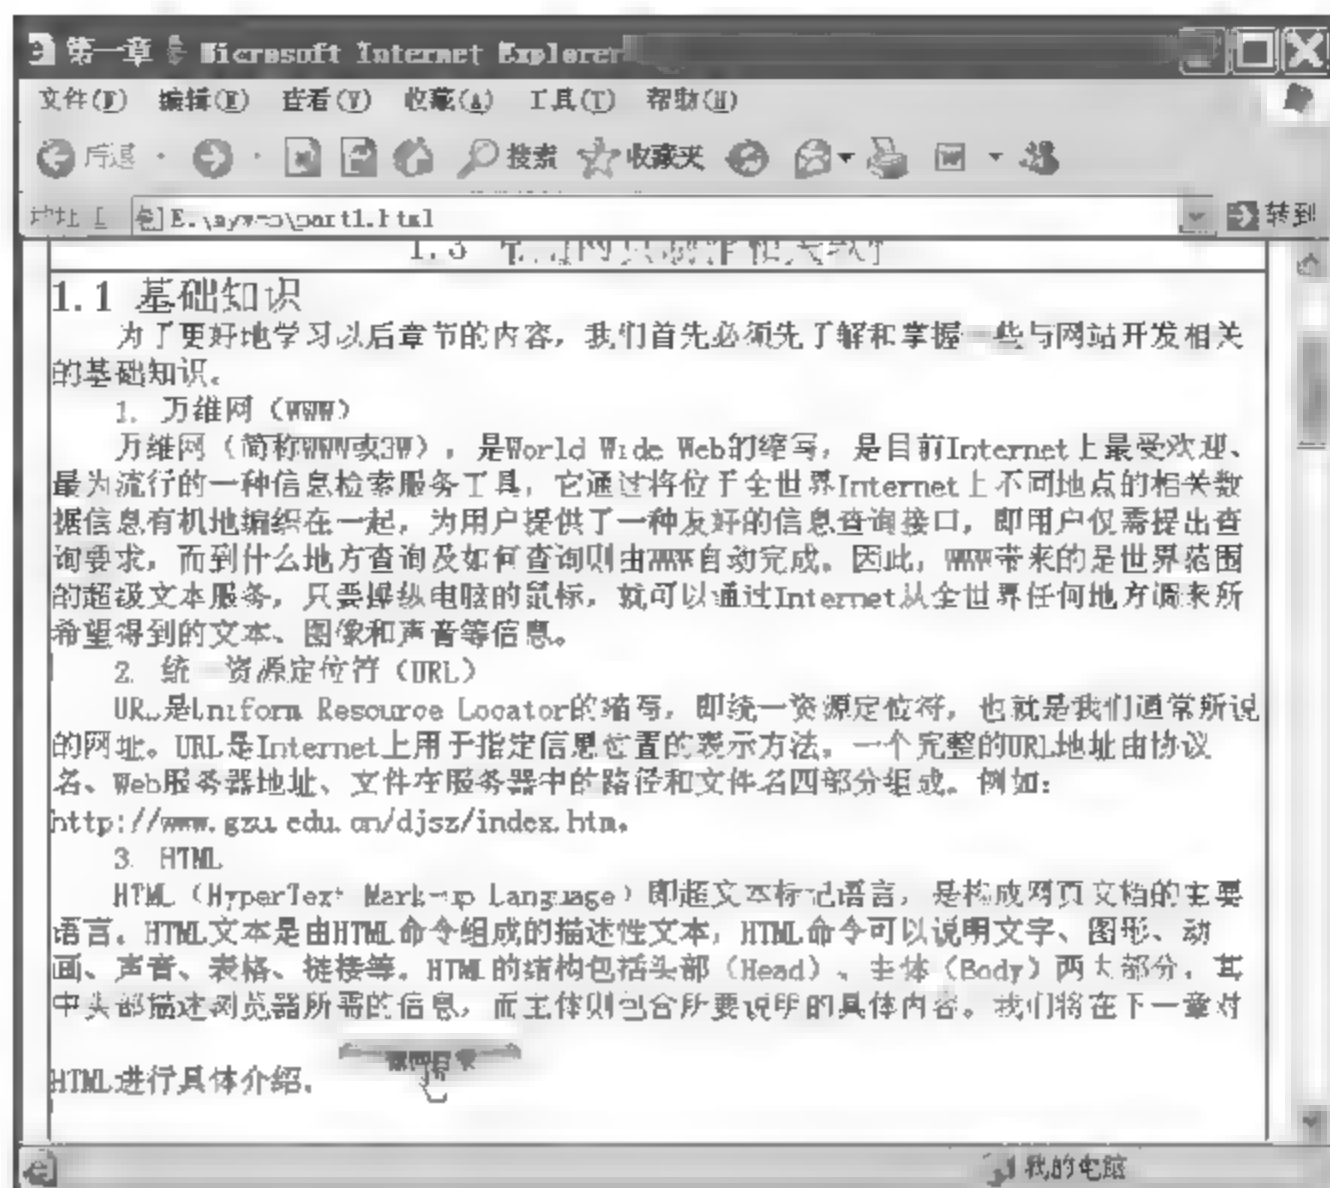 第一章 Microsoft Internet Explorer
文件(F) 编辑(E) 查看(V) 收藏(A) 工具(T) 帮助(H)
后退 搜索 收藏夹
地址 E:\myweb\part1.html 转到
1.3 常用网页制作相关软件
1.1 基础知识
为了更好地学习以后章节的内容，我们首先必须先了解和掌握一些与网站开发相关
的基础知识。
1. 万维网（WWW）
万维网（简称WWW或3W），是World Wide Web的缩写，是目前Internet上最受欢迎、
最为流行的一种信息检索服务工具，它通过将位于全世界Internet上不同地点的相关数
据信息有机地编织在一起，为用户提供了一种友好的信息查询接口，即用户仅需提出查
询要求，而到什么地方查询及如何查询则由WWW自动完成。因此，WWW带来的是世界范围
的超级文本服务，只要操纵电脑的鼠标，就可以通过Internet从全世界任何地方调来所
希望得到的文本、图像和声音等信息。
2. 统一资源定位符（URL）
URL是Uniform Resource Locator的缩写，即统一资源定位符，也就是我们通常所说
的网址。URL是Internet上用于指定信息位置的表示方法，一个完整的URL地址由协议
名、Web服务器地址、文件在服务器中的路径和文件名四部分组成。例如：
http://www.gzu.edu.cn/djsz/index.htm。
3. HTML
HTML（HyperText Mark-up Language）即超文本标记语言，是构成网页文档的主要
语言。HTML文本是由HTML命令组成的描述性文本，HTML命令可以说明文字、图形、动
画、声音、表格、链接等。HTML的结构包括头部（Head）、主体（Body）两大部分，其
中头部描述浏览器所需的信息，而主体则包含所要说明的具体内容。我们将在下一章对
HTML进行具体介绍。
我的电脑